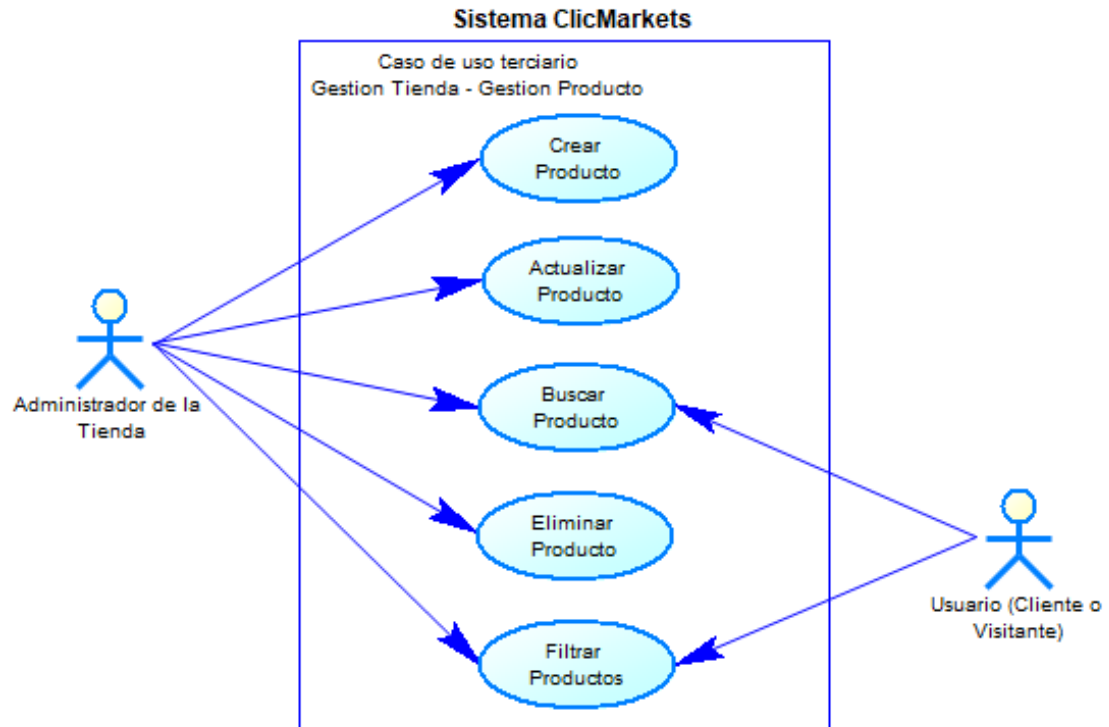 Sistema ClicMarkets
Caso de uso terciario
Gestion Tienda - Gestion Producto
Crear
Producto
Actualizar
Producto
Administrador de la
Tienda
Buscar
Producto
Eliminar
Producto
Usuario (Cliente o
Visitante)
Filtrar
Productos